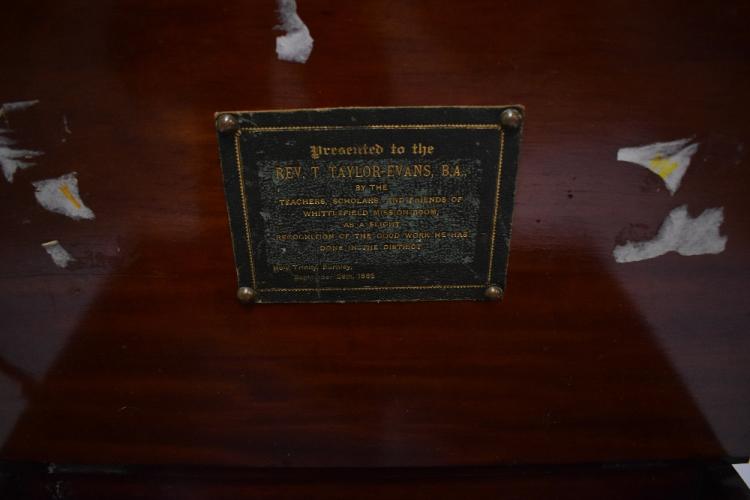 Presented to the
REV. T. TAYLOR-EVANS, B.A.,
BY THE
TEACHERS, SCHOLARS, AND FRIENDS OF
WHITTLEFIELD MISSION ROOM,
AS A SLIGHT
RECOGNITION OF THE GOOD WORK HE HAS
DONE IN THE DISTRICT
Holy Trinity, Burnley,
September